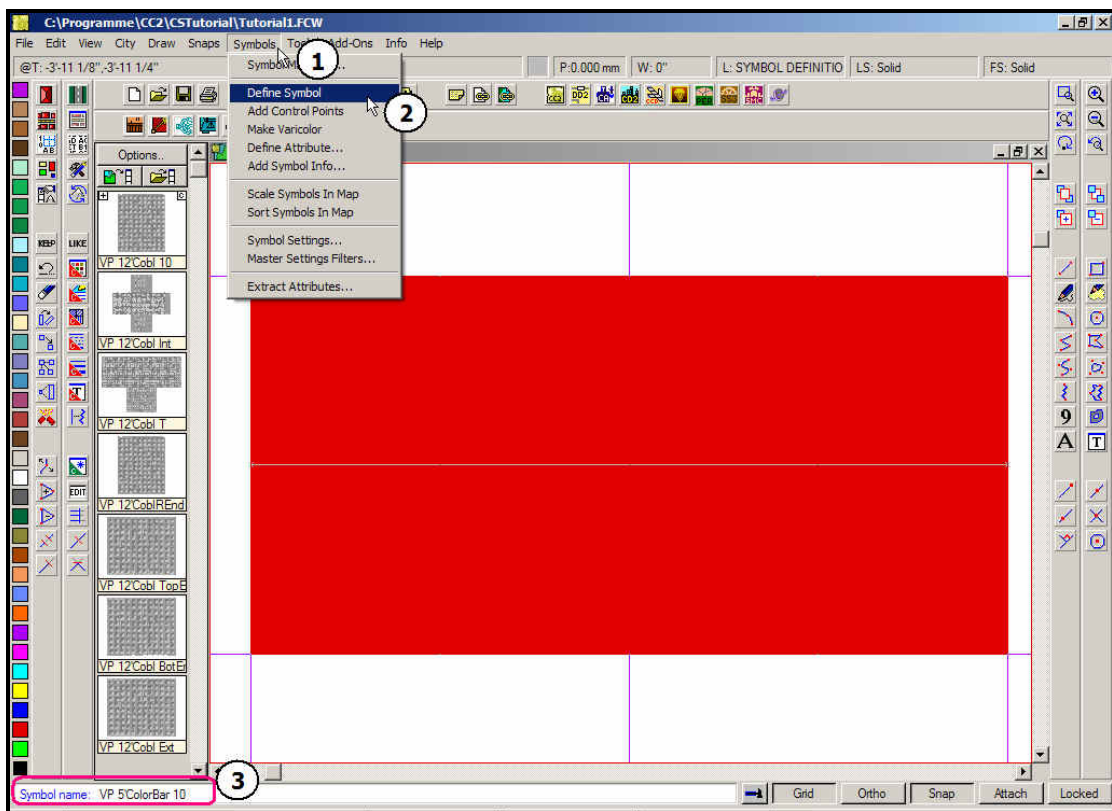 C:\Programme\CC2\CSTutorial\Tutorial1.FCW
File Edit View City Draw Snaps Symbols Add-Ons Info Help
@T: -3'-11 1/8",-3'-11 1/4" P:0.000 mm W: 0" L: SYMBOL DEFINITIO LS: Solid FS: Solid
1
Define Symbol
2
Add Control Points
Make Varicolor
Define Attribute...
Add Symbol Info...
Scale Symbols In Map
Sort Symbols In Map
Symbol Settings...
Master Settings Filters...
Extract Attributes...
Options..
KEEP LIKE
VP 12'Cobl 10
VP 12'Cobl Int
VP 12'Cobl T
EDIT
VP 12'CoblREnd
VP 12'Cobl TopE
VP 12'Cobl BotEr
VP 12'Cobl Ext
9
A T
3
Symbol name: VP 5'ColorBar 10
Grid Ortho Snap Attach Locked